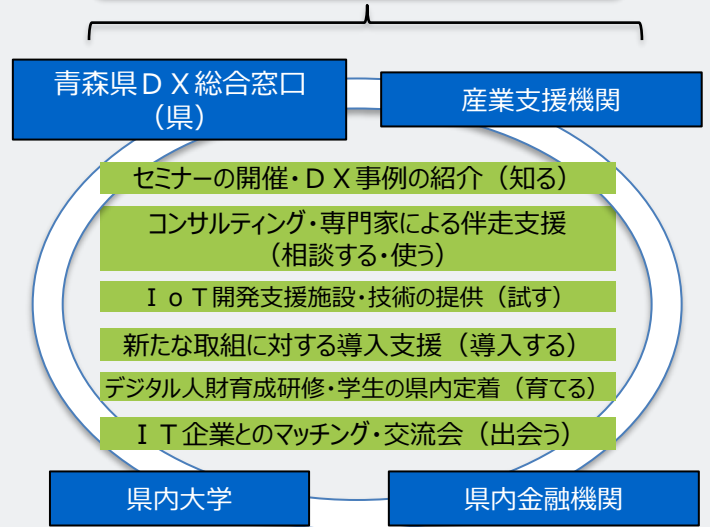 青森県ＤＸ総合窓口
（県）
産業支援機関
セミナーの開催・ＤＸ事例の紹介（知る）
コンサルティング・専門家による伴走支援
（相談する・使う）
ＩｏＴ開発支援施設・技術の提供（試す）
新たな取組に対する導入支援（導入する）
デジタル人財育成研修・学生の県内定着（育てる）
ＩＴ企業とのマッチング・交流会（出会う）
県内大学
県内金融機関